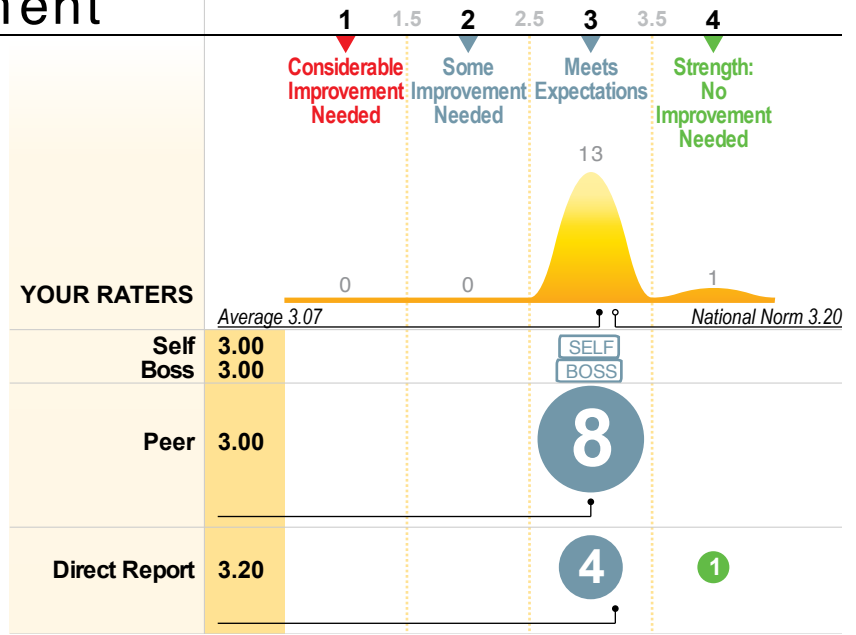 1 1.5 2 2.5 3 3.5 4
Considerable Improvement Needed
Some Improvement Needed
Meets Expectations
Strength: No Improvement Needed
13
0 0 1
YOUR RATERS
Average 3.07 National Norm 3.20
Self 3.00 SELF
Boss 3.00 BOSS
Peer 3.00 8
Direct Report 3.20 4 1